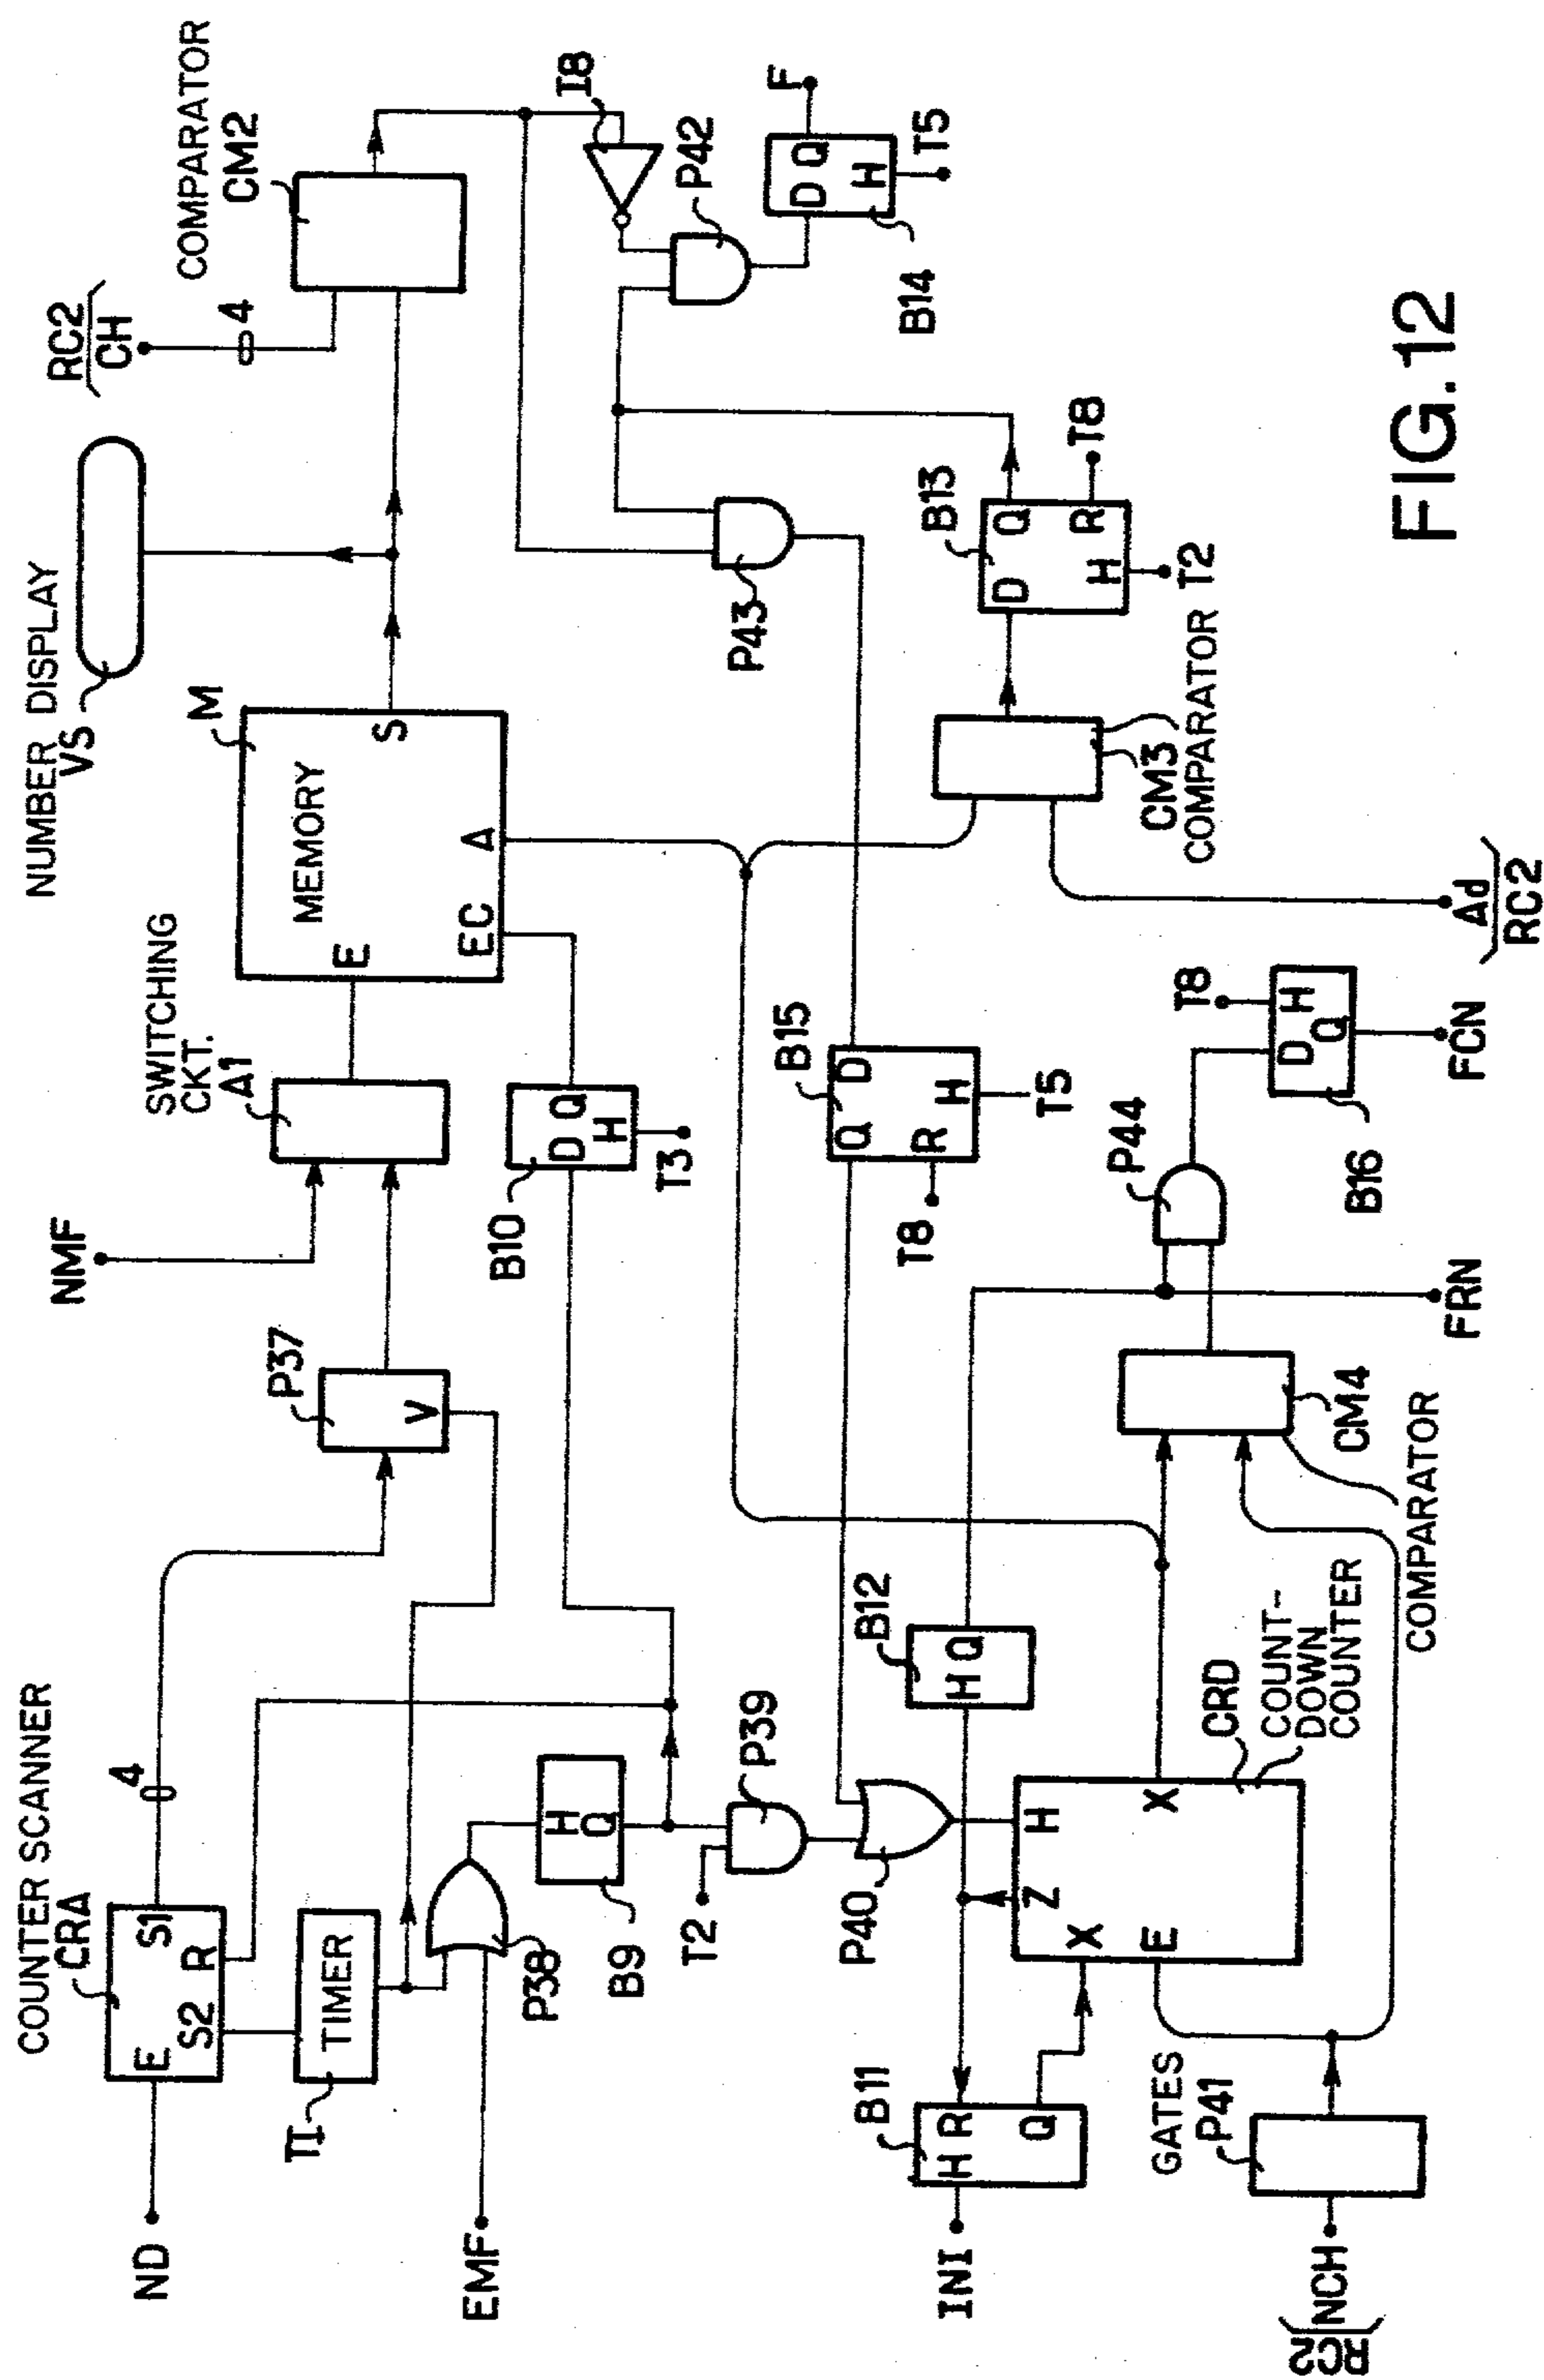 COUNTER SCANNER
CRA
E
S1
S2
R
4
ND
TIMER
TI
EMF
P38
B9
H
Q
T2
P39
P40
P37
V
NMF
SWITCHING
CKT.
A1
B10
D Q
H
T3
M
MEMORY
E
S
EC
A
NUMBER DISPLAY
VS
RC2
CH
4
COMPARATOR
CM2
I8
P42
P43
D Q
H
F
T5
B14
B13
D
Q
R
H
T8
T2
CM3
COMPARATOR
Ad
RC2
B15
Q D
R H
T8
T5
INI
B11
H R
Q
B12
H Q
Z
H
X
E
X
CRD
COUNT-
DOWN
COUNTER
GATES
P41
RC2
NCH
CM4
COMPARATOR
FRN
P44
T8
D H
Q
B16
FCN
FIG.12